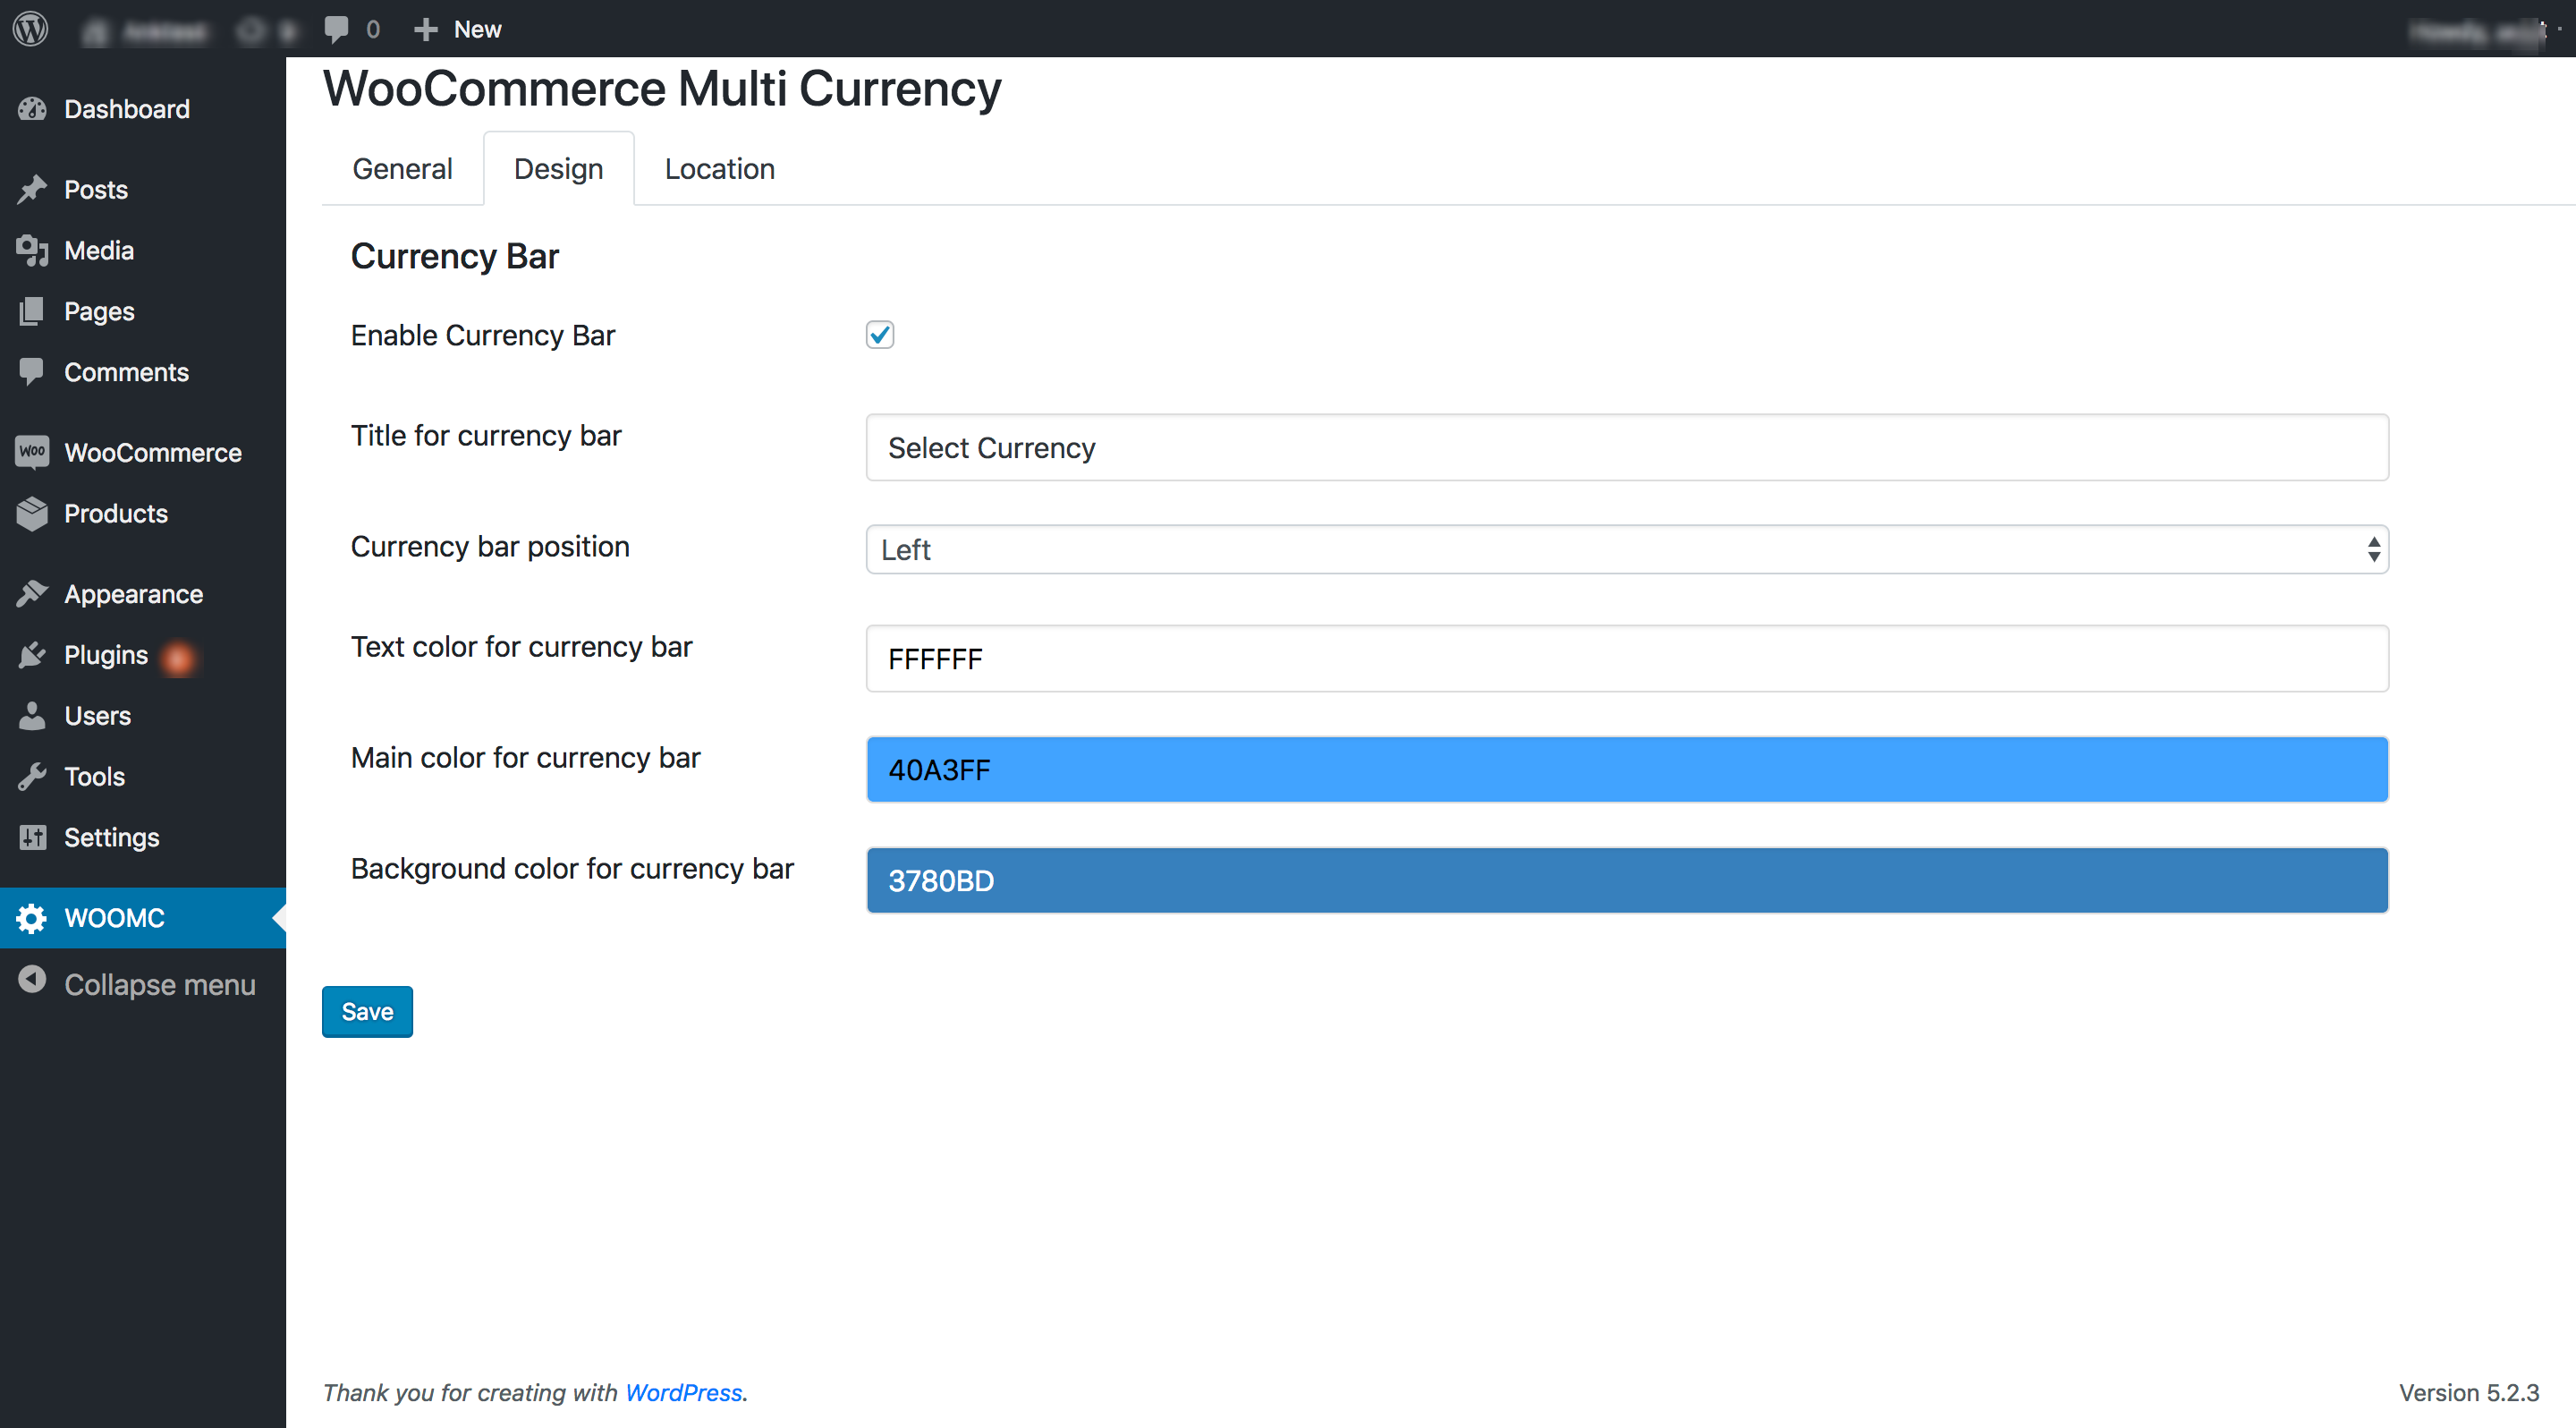 0 New
WooCommerce Multi Currency
Dashboard
Posts
Media
Pages
Comments
WOO WooCommerce
Products
Appearance
Plugins
Users
Tools
Settings
WOOMC
Collapse menu
General Design Location
Currency Bar
Enable Currency Bar
Title for currency bar Select Currency
Currency bar position Left
Text color for currency bar FFFFFF
Main color for currency bar 40A3FF
Background color for currency bar 3780BD
Save
Thank you for creating with WordPress. Version 5.2.3